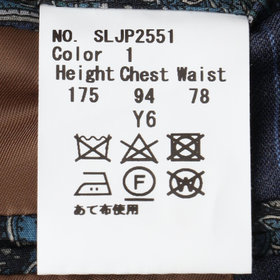 NO. SLJP2551
Color 1
Height Chest Waist
175 94 78
Y6
F W
あて布使用